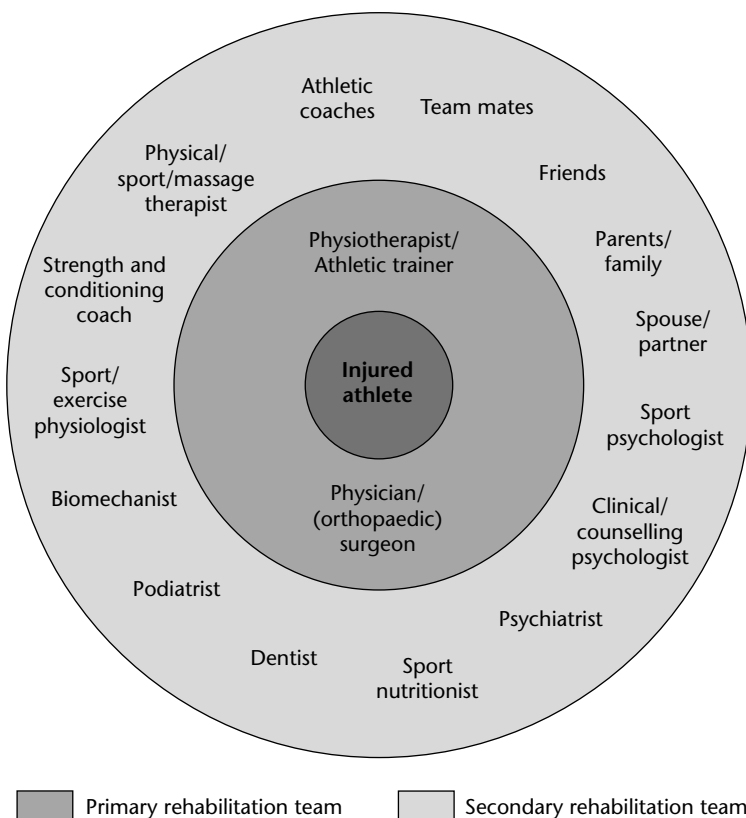 Athletic
coaches
Team mates
Physical/
sport/massage
therapist
Friends
Physiotherapist/
Athletic trainer
Parents/
family
Strength and
conditioning
coach
Spouse/
partner
Injured
athlete
Sport/
exercise
physiologist
Sport
psychologist
Biomechanist
Physician/
(orthopaedic)
surgeon
Clinical/
counselling
psychologist
Podiatrist
Psychiatrist
Dentist
Sport
nutritionist
Primary rehabilitation team
Secondary rehabilitation team